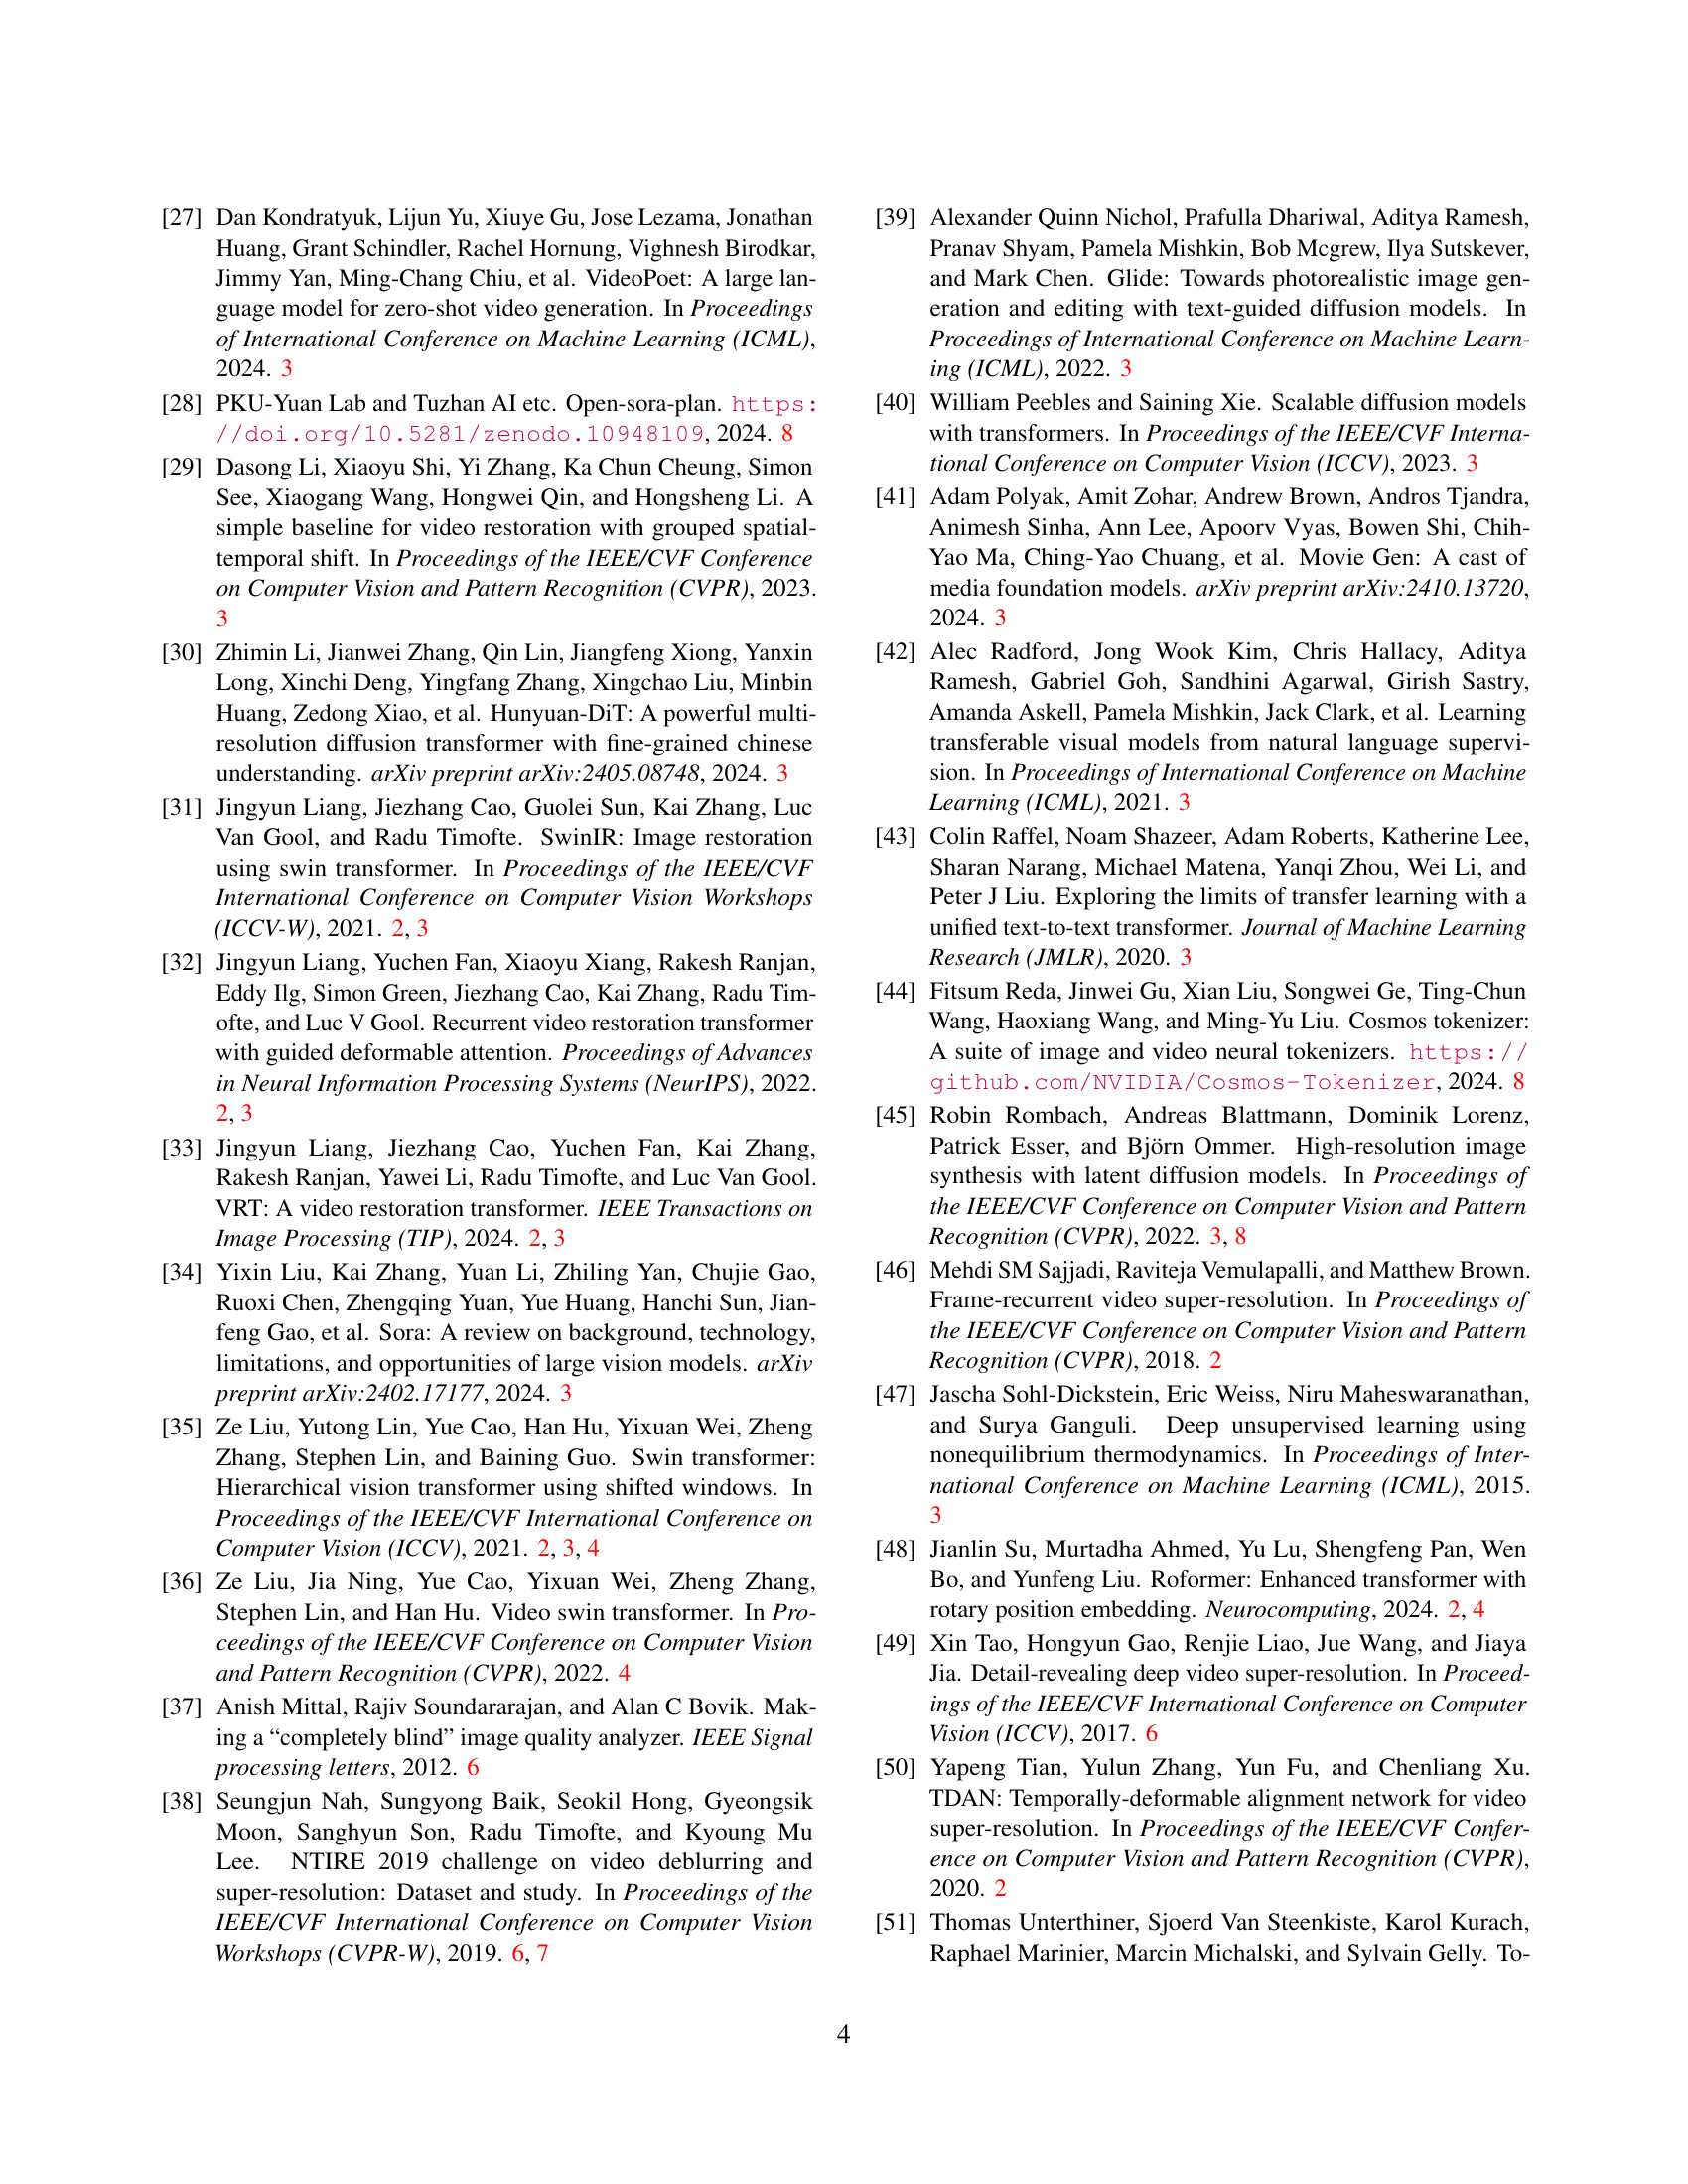 [27] Dan Kondratyuk, Lijun Yu, Xiuye Gu, Jose Lezama, Jonathan
Huang, Grant Schindler, Rachel Hornung, Vighnesh Birodkar,
Jimmy Yan, Ming-Chang Chiu, et al. VideoPoet: A large lan-
guage model for zero-shot video generation. In Proceedings
of International Conference on Machine Learning (ICML),
2024. 3
[28] PKU-Yuan Lab and Tuzhan AI etc. Open-sora-plan. https:
//doi.org/10.5281/zenodo.10948109, 2024. 8
[29] Dasong Li, Xiaoyu Shi, Yi Zhang, Ka Chun Cheung, Simon
See, Xiaogang Wang, Hongwei Qin, and Hongsheng Li. A
simple baseline for video restoration with grouped spatial-
temporal shift. In Proceedings of the IEEE/CVF Conference
on Computer Vision and Pattern Recognition (CVPR), 2023.
3
[30] Zhimin Li, Jianwei Zhang, Qin Lin, Jiangfeng Xiong, Yanxin
Long, Xinchi Deng, Yingfang Zhang, Xingchao Liu, Minbin
Huang, Zedong Xiao, et al. Hunyuan-DiT: A powerful multi-
resolution diffusion transformer with fine-grained chinese
understanding. arXiv preprint arXiv:2405.08748, 2024. 3
[31] Jingyun Liang, Jiezhang Cao, Guolei Sun, Kai Zhang, Luc
Van Gool, and Radu Timofte. SwinIR: Image restoration
using swin transformer. In Proceedings of the IEEE/CVF
International Conference on Computer Vision Workshops
(ICCV-W), 2021. 2, 3
[32] Jingyun Liang, Yuchen Fan, Xiaoyu Xiang, Rakesh Ranjan,
Eddy Ilg, Simon Green, Jiezhang Cao, Kai Zhang, Radu Tim-
ofte, and Luc V Gool. Recurrent video restoration transformer
with guided deformable attention. Proceedings of Advances
in Neural Information Processing Systems (NeurIPS), 2022.
2, 3
[33] Jingyun Liang, Jiezhang Cao, Yuchen Fan, Kai Zhang,
Rakesh Ranjan, Yawei Li, Radu Timofte, and Luc Van Gool.
VRT: A video restoration transformer. IEEE Transactions on
Image Processing (TIP), 2024. 2, 3
[34] Yixin Liu, Kai Zhang, Yuan Li, Zhiling Yan, Chujie Gao,
Ruoxi Chen, Zhengqing Yuan, Yue Huang, Hanchi Sun, Jian-
feng Gao, et al. Sora: A review on background, technology,
limitations, and opportunities of large vision models. arXiv
preprint arXiv:2402.17177, 2024. 3
[35] Ze Liu, Yutong Lin, Yue Cao, Han Hu, Yixuan Wei, Zheng
Zhang, Stephen Lin, and Baining Guo. Swin transformer:
Hierarchical vision transformer using shifted windows. In
Proceedings of the IEEE/CVF International Conference on
Computer Vision (ICCV), 2021. 2, 3, 4
[36] Ze Liu, Jia Ning, Yue Cao, Yixuan Wei, Zheng Zhang,
Stephen Lin, and Han Hu. Video swin transformer. In Pro-
ceedings of the IEEE/CVF Conference on Computer Vision
and Pattern Recognition (CVPR), 2022. 4
[37] Anish Mittal, Rajiv Soundararajan, and Alan C Bovik. Mak-
ing a “completely blind” image quality analyzer. IEEE Signal
processing letters, 2012. 6
[38] Seungjun Nah, Sungyong Baik, Seokil Hong, Gyeongsik
Moon, Sanghyun Son, Radu Timofte, and Kyoung Mu
Lee. NTIRE 2019 challenge on video deblurring and
super-resolution: Dataset and study. In Proceedings of the
IEEE/CVF International Conference on Computer Vision
Workshops (CVPR-W), 2019. 6, 7
[39] Alexander Quinn Nichol, Prafulla Dhariwal, Aditya Ramesh,
Pranav Shyam, Pamela Mishkin, Bob Mcgrew, Ilya Sutskever,
and Mark Chen. Glide: Towards photorealistic image gen-
eration and editing with text-guided diffusion models. In
Proceedings of International Conference on Machine Learn-
ing (ICML), 2022. 3
[40] William Peebles and Saining Xie. Scalable diffusion models
with transformers. In Proceedings of the IEEE/CVF Interna-
tional Conference on Computer Vision (ICCV), 2023. 3
[41] Adam Polyak, Amit Zohar, Andrew Brown, Andros Tjandra,
Animesh Sinha, Ann Lee, Apoorv Vyas, Bowen Shi, Chih-
Yao Ma, Ching-Yao Chuang, et al. Movie Gen: A cast of
media foundation models. arXiv preprint arXiv:2410.13720,
2024. 3
[42] Alec Radford, Jong Wook Kim, Chris Hallacy, Aditya
Ramesh, Gabriel Goh, Sandhini Agarwal, Girish Sastry,
Amanda Askell, Pamela Mishkin, Jack Clark, et al. Learning
transferable visual models from natural language supervi-
sion. In Proceedings of International Conference on Machine
Learning (ICML), 2021. 3
[43] Colin Raffel, Noam Shazeer, Adam Roberts, Katherine Lee,
Sharan Narang, Michael Matena, Yanqi Zhou, Wei Li, and
Peter J Liu. Exploring the limits of transfer learning with a
unified text-to-text transformer. Journal of Machine Learning
Research (JMLR), 2020. 3
[44] Fitsum Reda, Jinwei Gu, Xian Liu, Songwei Ge, Ting-Chun
Wang, Haoxiang Wang, and Ming-Yu Liu. Cosmos tokenizer:
A suite of image and video neural tokenizers. https://
github.com/NVIDIA/Cosmos-Tokenizer, 2024. 8
[45] Robin Rombach, Andreas Blattmann, Dominik Lorenz,
Patrick Esser, and Björn Ommer. High-resolution image
synthesis with latent diffusion models. In Proceedings of
the IEEE/CVF Conference on Computer Vision and Pattern
Recognition (CVPR), 2022. 3, 8
[46] Mehdi SM Sajjadi, Raviteja Vemulapalli, and Matthew Brown.
Frame-recurrent video super-resolution. In Proceedings of
the IEEE/CVF Conference on Computer Vision and Pattern
Recognition (CVPR), 2018. 2
[47] Jascha Sohl-Dickstein, Eric Weiss, Niru Maheswaranathan,
and Surya Ganguli. Deep unsupervised learning using
nonequilibrium thermodynamics. In Proceedings of Inter-
national Conference on Machine Learning (ICML), 2015.
3
[48] Jianlin Su, Murtadha Ahmed, Yu Lu, Shengfeng Pan, Wen
Bo, and Yunfeng Liu. Roformer: Enhanced transformer with
rotary position embedding. Neurocomputing, 2024. 2, 4
[49] Xin Tao, Hongyun Gao, Renjie Liao, Jue Wang, and Jiaya
Jia. Detail-revealing deep video super-resolution. In Proceed-
ings of the IEEE/CVF International Conference on Computer
Vision (ICCV), 2017. 6
[50] Yapeng Tian, Yulun Zhang, Yun Fu, and Chenliang Xu.
TDAN: Temporally-deformable alignment network for video
super-resolution. In Proceedings of the IEEE/CVF Confer-
ence on Computer Vision and Pattern Recognition (CVPR),
2020. 2
[51] Thomas Unterthiner, Sjoerd Van Steenkiste, Karol Kurach,
Raphael Marinier, Marcin Michalski, and Sylvain Gelly. To-
4